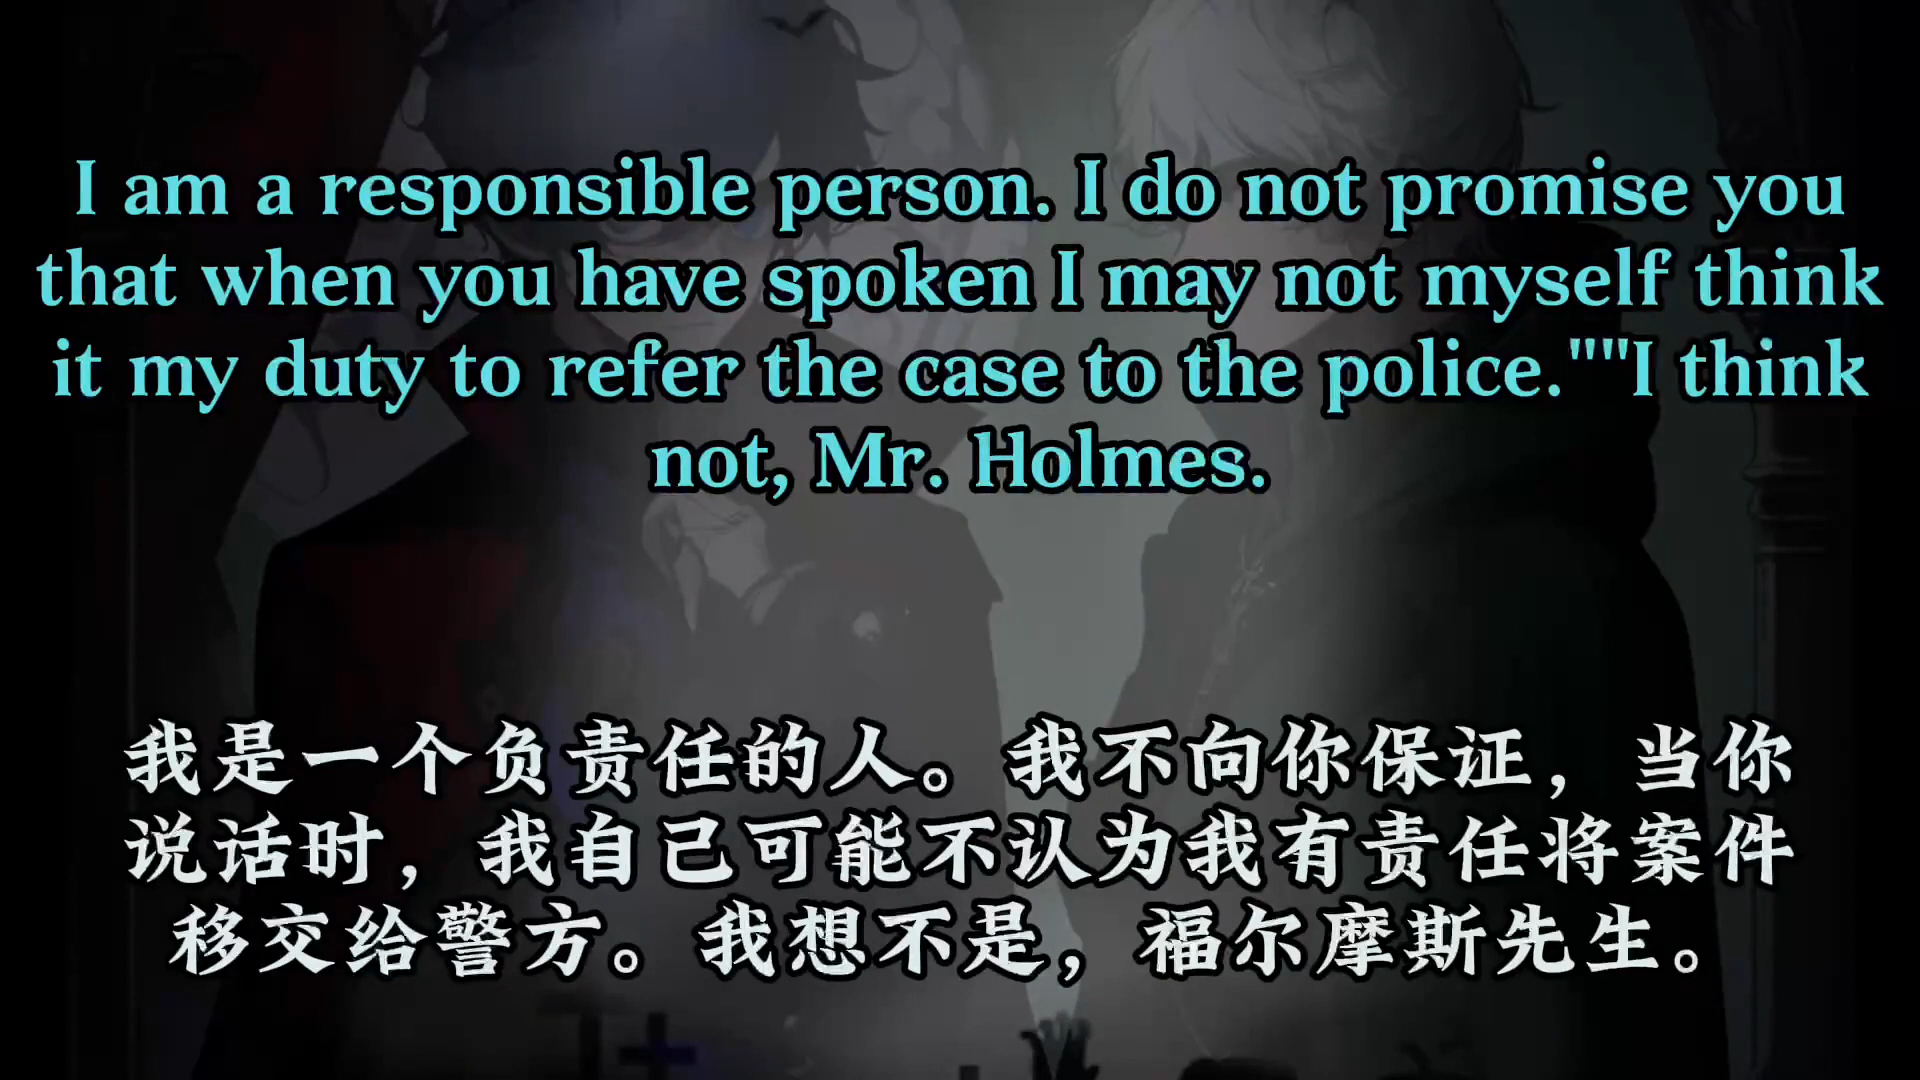 I am a responsible person. I do not promise you
that when you have spoken I may not myself think
it my duty to refer the case to the police.""I think
not, Mr. Holmes.
我是一个负责任的人。我不向你保证，当你
说话时，我自己可能不认为我有责任将案件
移交给警方。我想不是，福尔摩斯先生。